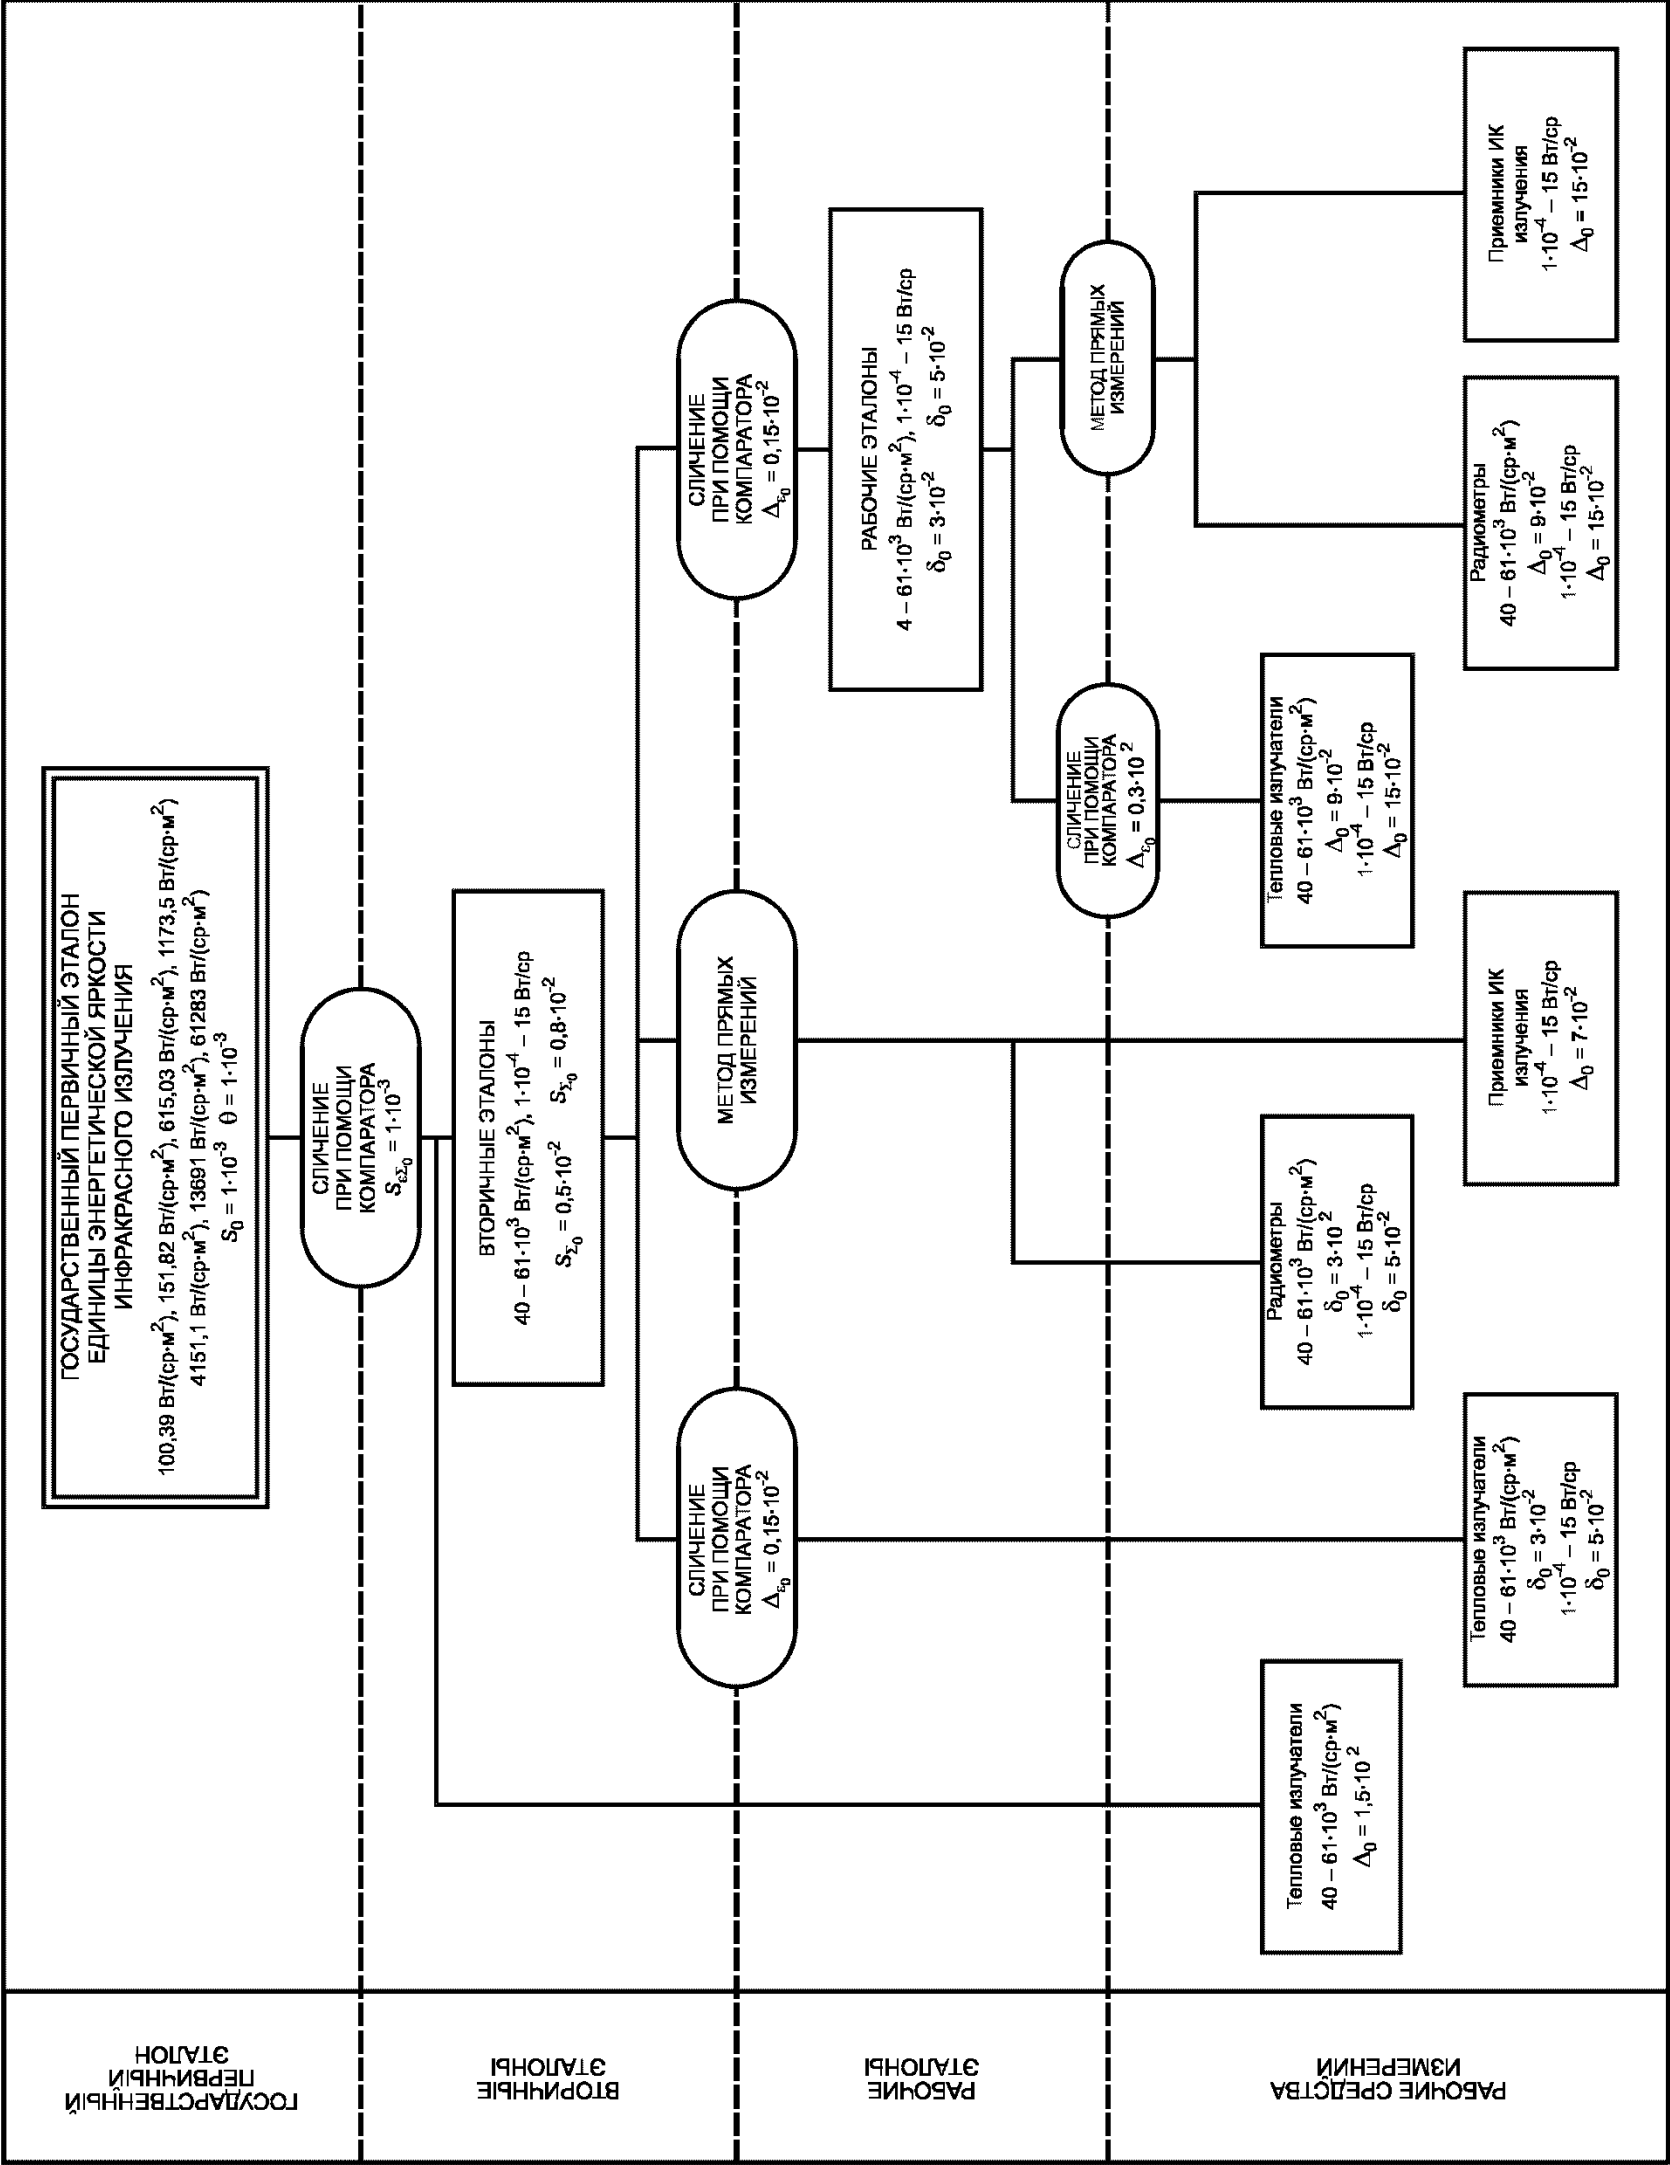 ГОСУДАРСТВЕННЫЙ
ПЕРВИЧНЫЙ
ЭТАЛОН
ГОСУДАРСТВЕННЫЙ ПЕРВИЧНЫЙ ЭТАЛОН
ЕДИНИЦЫ ЭНЕРГЕТИЧЕСКОЙ ЯРКОСТИ
ИНФРАКРАСНОГО ИЗЛУЧЕНИЯ
100,39 Вт/(ср·м²), 151,82 Вт/(ср·м²), 615,03 Вт/(ср·м²), 1173,5 Вт/(ср·м²)
4151,1 Вт/(ср·м²), 13691 Вт/(ср·м²), 61283 Вт/(ср·м²)
S₀ = 1·10⁻³ θ = 1·10⁻³
СЛИЧЕНИЕ
ПРИ ПОМОЩИ
КОМПАРАТОРА
S_εΣ₀ = 1·10⁻³
ВТОРИЧНЫЕ
ЭТАЛОНЫ
ВТОРИЧНЫЕ ЭТАЛОНЫ
40 – 61·10³ Вт/(ср·м²), 1·10⁻⁴ – 15 Вт/ср
S_Σ₀ = 0,5·10⁻² S_Σ₀ = 0,8·10⁻²
СЛИЧЕНИЕ
ПРИ ПОМОЩИ
КОМПАРАТОРА
Δ_ε₀ = 0,15·10⁻²
МЕТОД ПРЯМЫХ
ИЗМЕРЕНИЙ
СЛИЧЕНИЕ
ПРИ ПОМОЩИ
КОМПАРАТОРА
Δ_ε₀ = 0,15·10⁻²
РАБОЧИЕ
ЭТАЛОНЫ
РАБОЧИЕ ЭТАЛОНЫ
4 – 61·10³ Вт/(ср·м²), 1·10⁻⁴ – 15 Вт/ср
δ₀ = 3·10⁻² δ₀ = 5·10⁻²
СЛИЧЕНИЕ
ПРИ ПОМОЩИ
КОМПАРАТОРА
Δ_ε₀ = 0,3·10 ²
МЕТОД ПРЯМЫХ
ИЗМЕРЕНИЙ
РАБОЧИЕ СРЕДСТВА
ИЗМЕРЕНИЙ
Тепловые излучатели
40 – 61·10³ Вт/(ср·м²)
Δ₀ = 1,5·10 ²
Тепловые излучатели
40 – 61·10³ Вт/(ср·м²)
δ₀ = 3·10⁻²
1·10⁻⁴ – 15 Вт/ср
δ₀ = 5·10⁻²
Радиометры
40 – 61·10³ Вт/(ср·м²)
δ₀ = 3·10 ²
1·10⁻⁴ – 15 Вт/ср
δ₀ = 5·10⁻²
Приемники ИК
излучения
1·10⁻⁴ – 15 Вт/ср
Δ₀ = 7·10⁻²
Тепловые излучатели
40 – 61·10³ Вт/(ср·м²)
Δ₀ = 9·10⁻²
1·10⁻⁴ – 15 Вт/ср
Δ₀ = 15·10⁻²
Радиометры
40 – 61·10³ Вт/(ср·м²)
Δ₀ = 9·10⁻²
1·10⁻⁴ – 15 Вт/ср
Δ₀ = 15·10⁻²
Приемники ИК
излучения
1·10⁻⁴ – 15 Вт/ср
Δ₀ = 15·10⁻²